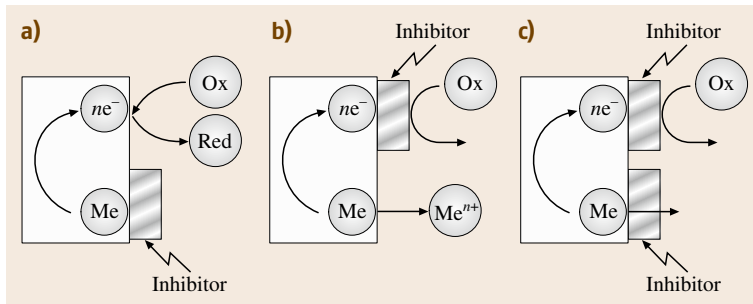 a)
Ox
ne⁻
Red
Me
Inhibitor
b)
Inhibitor
Ox
ne⁻
Me
Meⁿ⁺
c)
Inhibitor
Ox
ne⁻
Me
Inhibitor